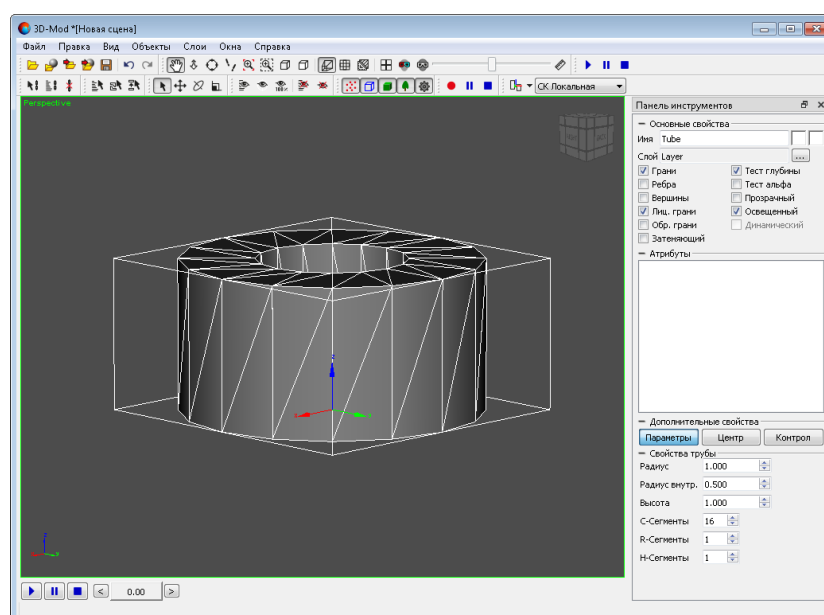 3D-Mod *[Новая сцена]
Файл Правка Вид Объекты Слои Окна Справка
100%
СК Локальная
Perspective
Панель инструментов
Основные свойства
Имя Tube
Слой Layer ...
Грани Тест глубины
Ребра Тест альфа
Вершины Прозрачный
Лиц. грани Освещенный
Обр. грани Динамический
Затеняющий
Атрибуты
Дополнительные свойства
Параметры Центр Контрол
Свойства трубы
Радиус 1.000
Радиус внутр. 0.500
Высота 1.000
С-Сегменты 16
R-Сегменты 1
H-Сегменты 1
< 0.00 >